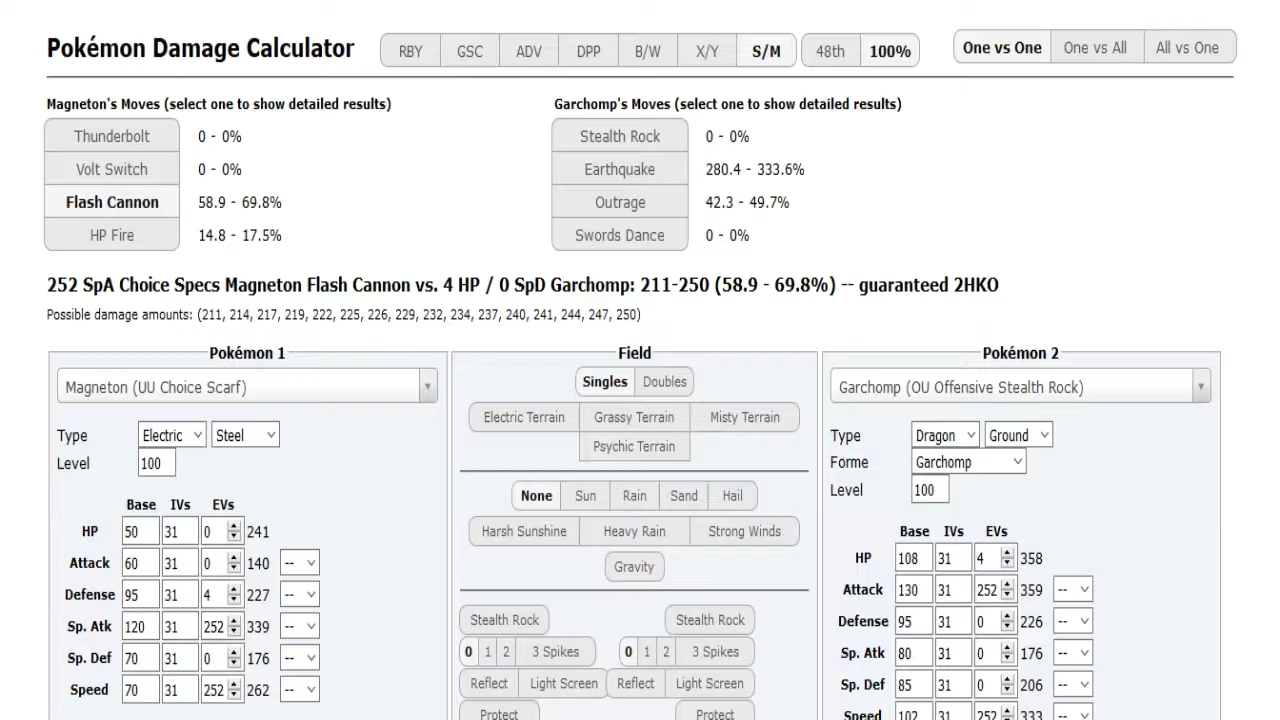 Pokémon Damage Calculator RBY GSC ADV DPP B/W X/Y S/M 48th 100% One vs One One vs All All vs One
Magneton's Moves (select one to show detailed results) Garchomp's Moves (select one to show detailed results)
Thunderbolt 0 - 0% Stealth Rock 0 - 0%
Volt Switch 0 - 0% Earthquake 280.4 - 333.6%
Flash Cannon 58.9 - 69.8% Outrage 42.3 - 49.7%
HP Fire 14.8 - 17.5% Swords Dance 0 - 0%
252 SpA Choice Specs Magneton Flash Cannon vs. 4 HP / 0 SpD Garchomp: 211-250 (58.9 - 69.8%) -- guaranteed 2HKO
Possible damage amounts: (211, 214, 217, 219, 222, 225, 226, 229, 232, 234, 237, 240, 241, 244, 247, 250)
Pokémon 1
Magneton (UU Choice Scarf)
Type Electric Steel
Level 100
Base IVs EVs
HP 50 31 0 241
Attack 60 31 0 140 --
Defense 95 31 4 227 --
Sp. Atk 120 31 252 339 --
Sp. Def 70 31 0 176 --
Speed 70 31 252 262 --
Field
Singles Doubles
Electric Terrain Grassy Terrain Misty Terrain
Psychic Terrain
None Sun Rain Sand Hail
Harsh Sunshine Heavy Rain Strong Winds
Gravity
Stealth Rock Stealth Rock
0 1 2 3 Spikes 0 1 2 3 Spikes
Reflect Light Screen Reflect Light Screen
Protect Protect
Pokémon 2
Garchomp (OU Offensive Stealth Rock)
Type Dragon Ground
Forme Garchomp
Level 100
Base IVs EVs
HP 108 31 4 358
Attack 130 31 252 359 --
Defense 95 31 0 226 --
Sp. Atk 80 31 0 176 --
Sp. Def 85 31 0 206 --
Speed 102 31 252 333 --